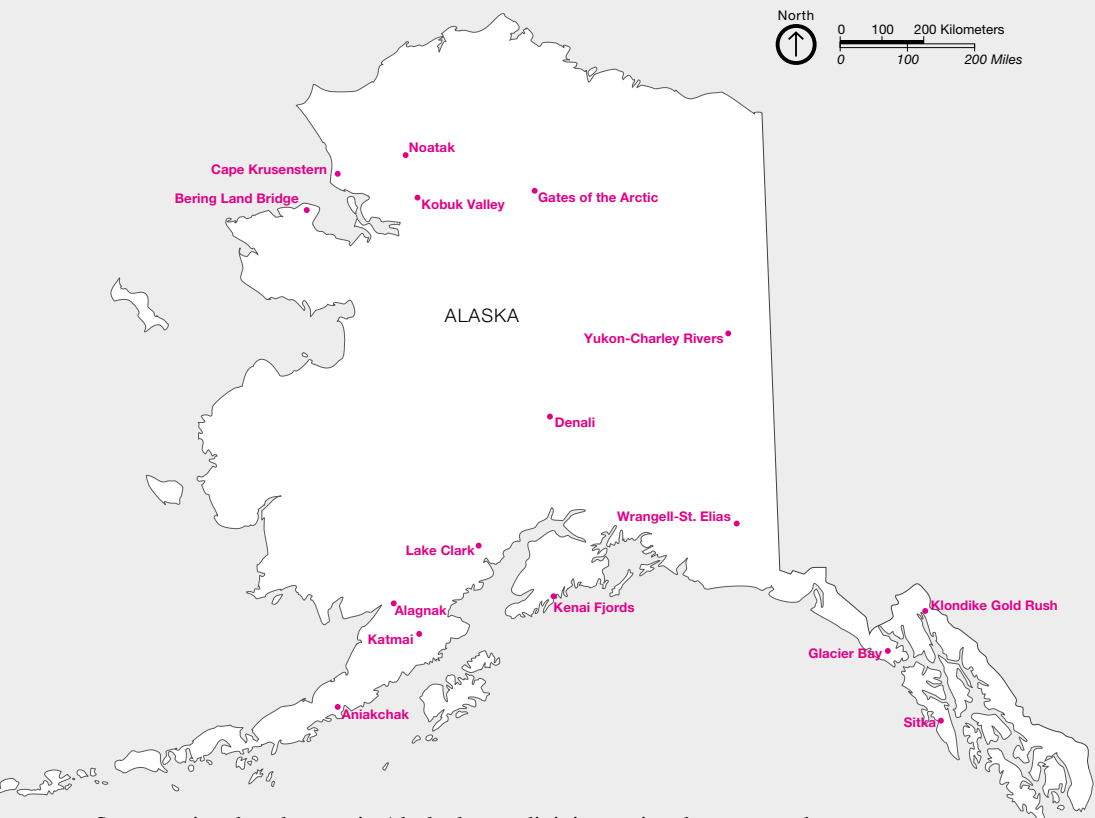 North
0 100 200 Kilometers
0 100 200 Miles
Noatak
Cape Krusenstern
Bering Land Bridge
Kobuk Valley
Gates of the Arctic
ALASKA
Yukon-Charley Rivers
Denali
Wrangell-St. Elias
Lake Clark
Alagnak
Kenai Fjords
Klondike Gold Rush
Katmai
Glacier Bay
Aniakchak
Sitka